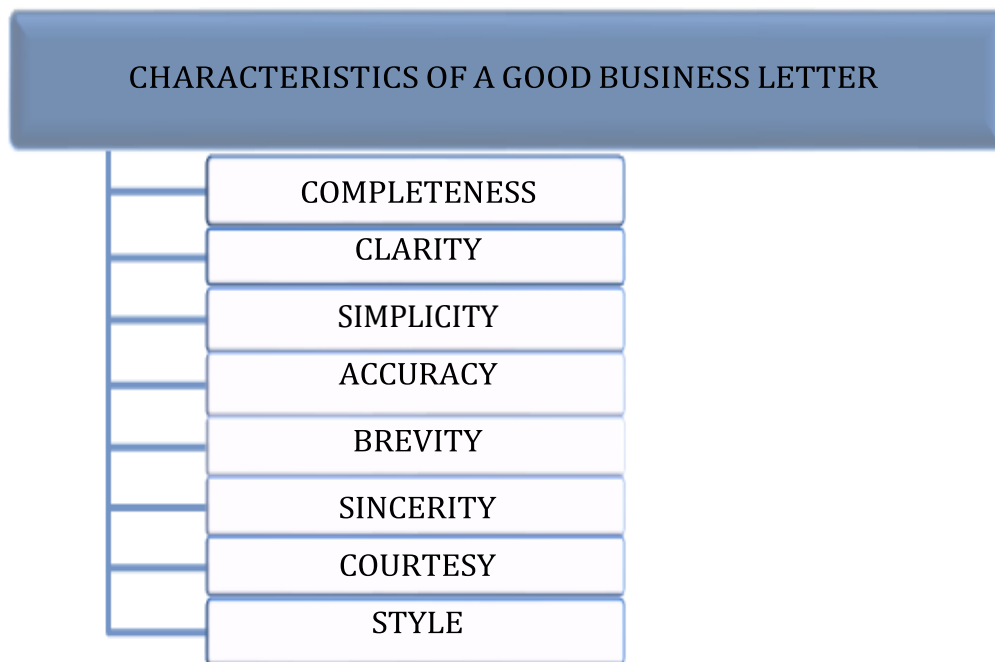 CHARACTERISTICS OF A GOOD BUSINESS LETTER
COMPLETENESS
CLARITY
SIMPLICITY
ACCURACY
BREVITY
SINCERITY
COURTESY
STYLE